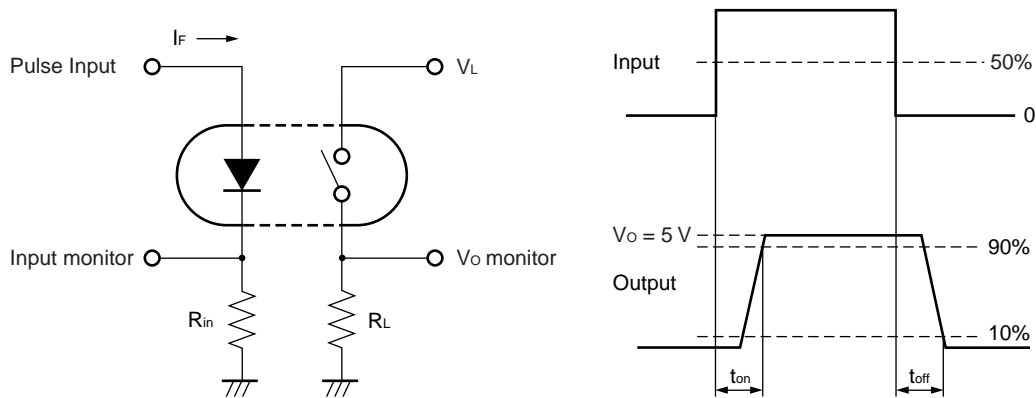 IF
Pulse Input
VL
Input monitor
VO monitor
Rin
RL
Input
50%
0
VO = 5 V
90%
Output
10%
ton
toff